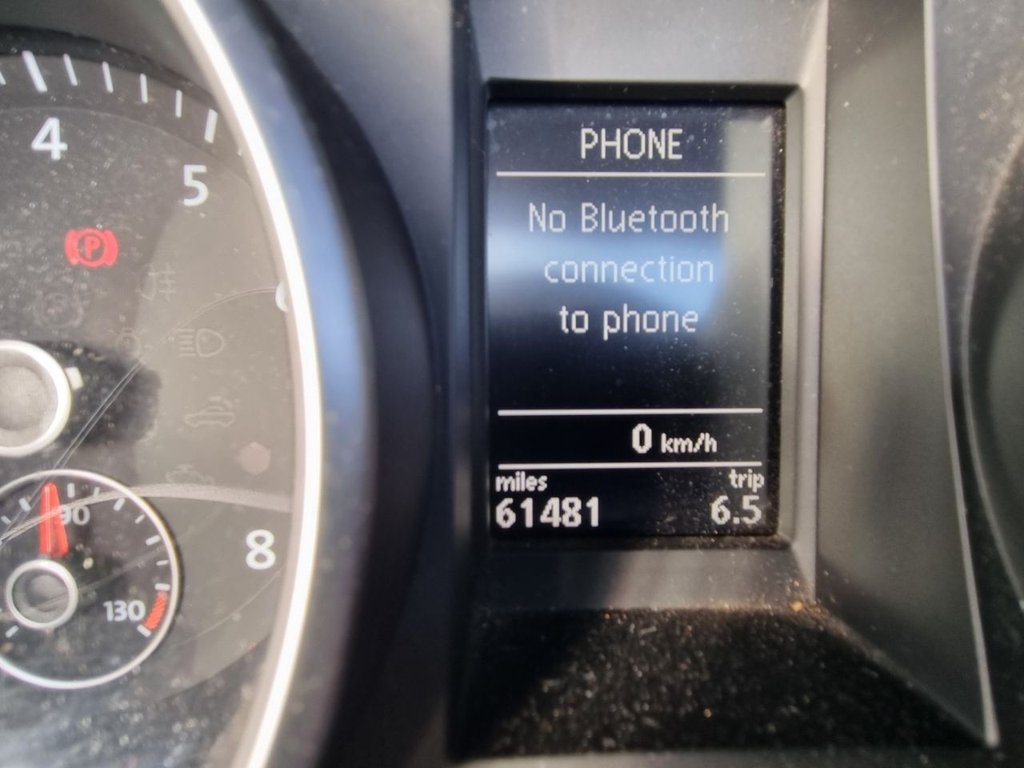 4
5
P
PHONE
No Bluetooth
connection
to phone
0 km/h
miles trip
61481 6.5
90
8
130